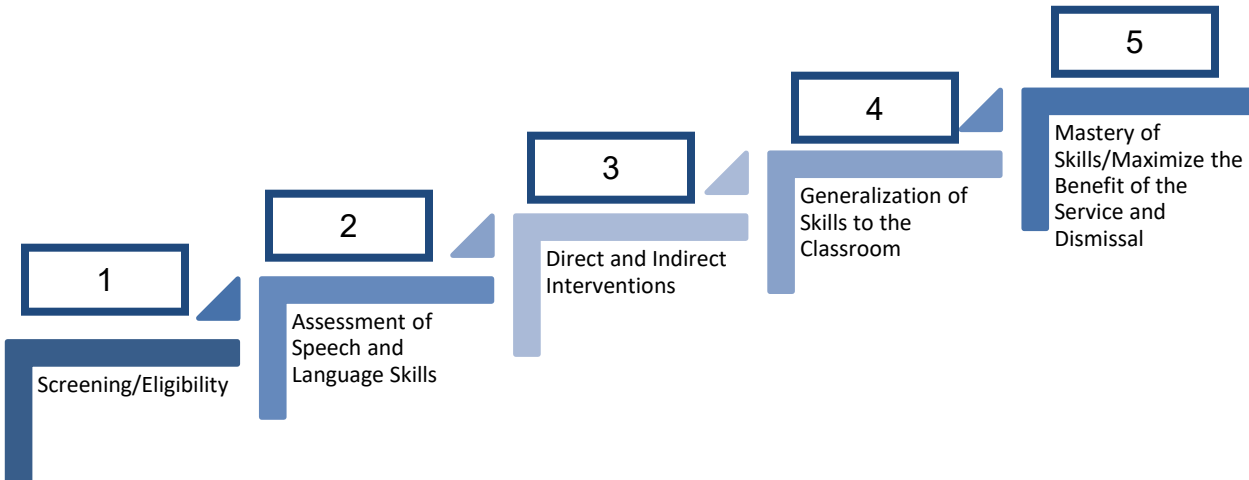 1
Screening/Eligibility
2
Assessment of
Speech and
Language Skills
3
Direct and Indirect
Interventions
4
Generalization of
Skills to the
Classroom
5
Mastery of
Skills/Maximize the
Benefit of the
Service and
Dismissal